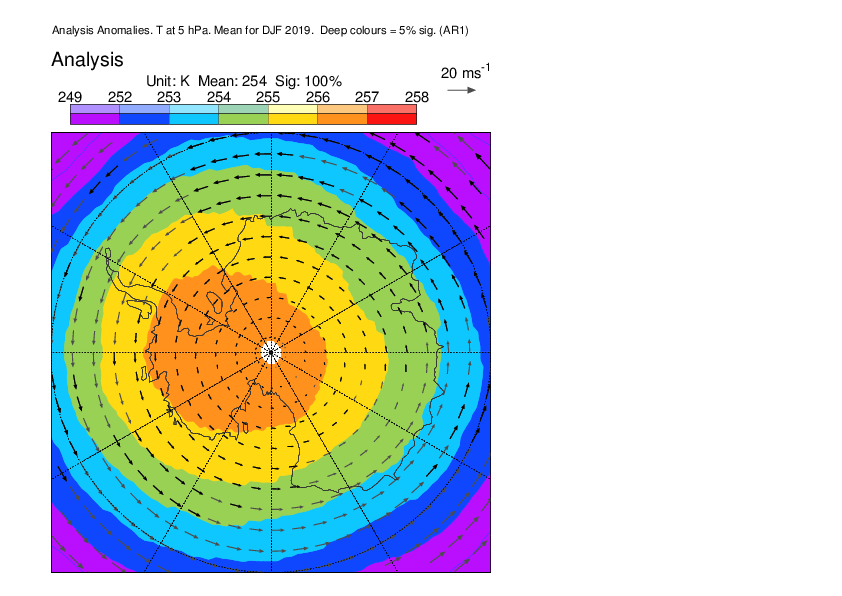 Analysis Anomalies. T at 5 hPa. Mean for DJF 2019.  Deep colours = 5% sig. (AR1)
Analysis
20 ms-1
Unit: K  Mean: 254  Sig: 100%
249 252 253 254 255 256 257 258